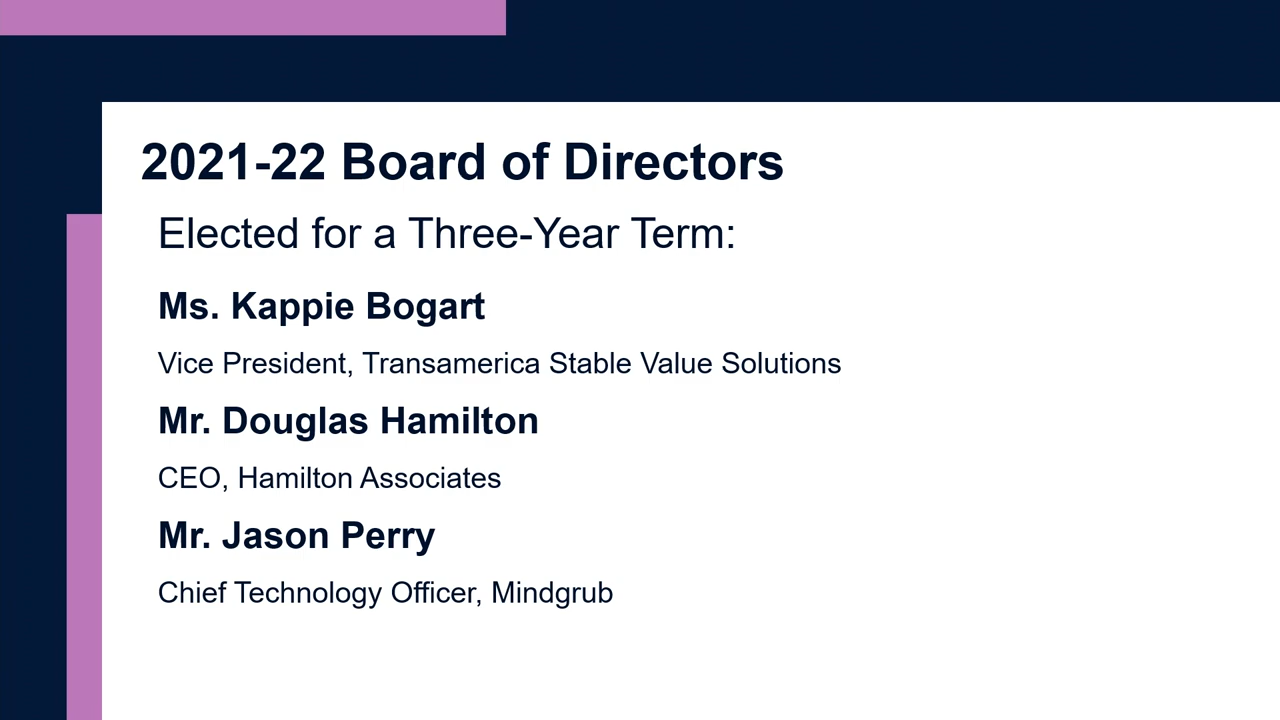 2021-22 Board of Directors
Elected for a Three-Year Term:
Ms. Kappie Bogart
Vice President, Transamerica Stable Value Solutions
Mr. Douglas Hamilton
CEO, Hamilton Associates
Mr. Jason Perry
Chief Technology Officer, Mindgrub